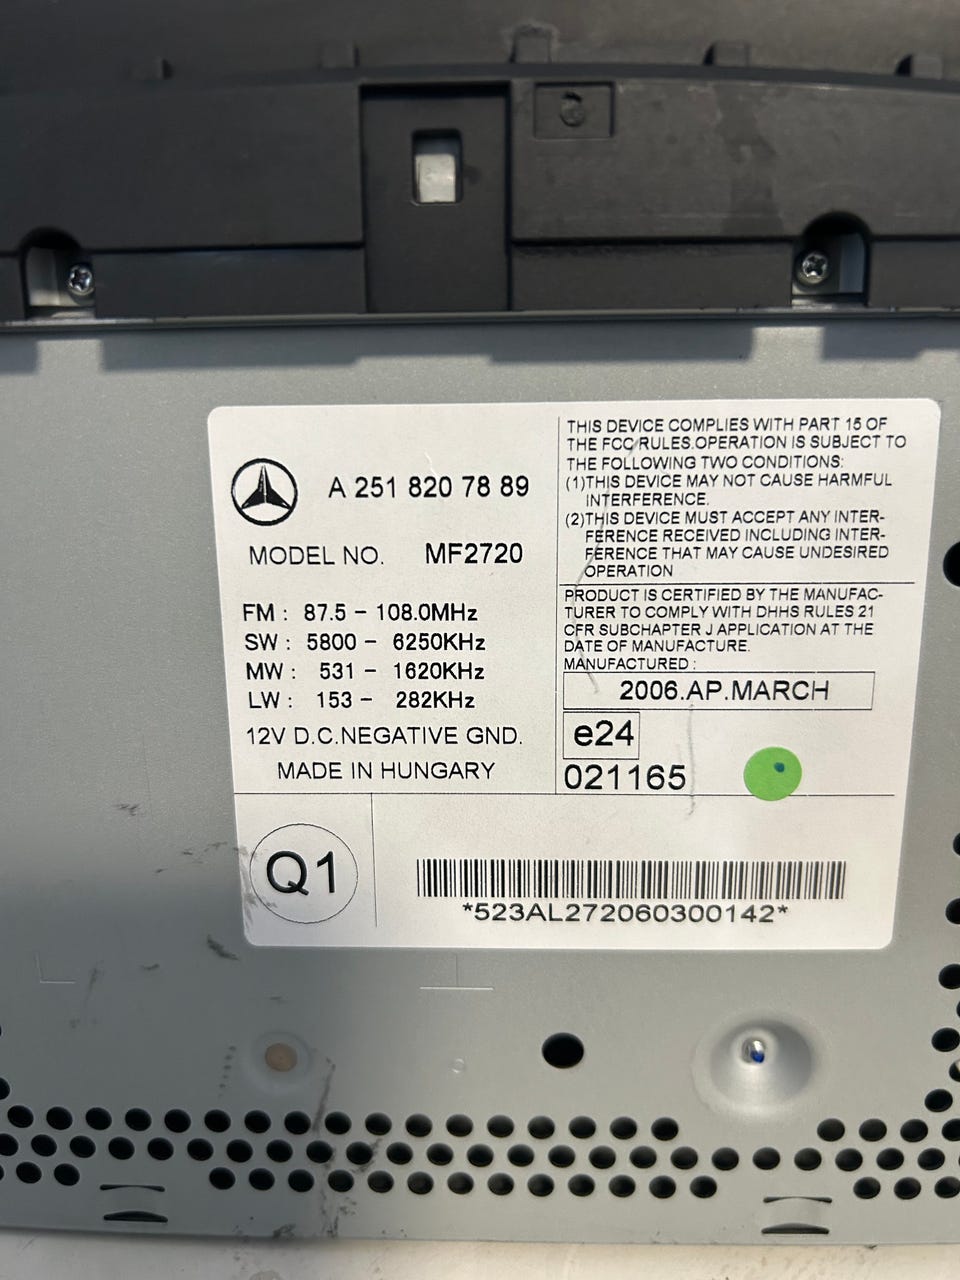 A 251 820 78 89
MODEL NO. MF2720
FM : 87.5 - 108.0MHz
SW : 5800 - 6250KHz
MW : 531 - 1620KHz
LW : 153 - 282KHz
12V D.C.NEGATIVE GND.
MADE IN HUNGARY
THIS DEVICE COMPLIES WITH PART 15 OF
THE FCC RULES.OPERATION IS SUBJECT TO
THE FOLLOWING TWO CONDITIONS:
(1)THIS DEVICE MAY NOT CAUSE HARMFUL
INTERFERENCE.
(2)THIS DEVICE MUST ACCEPT ANY INTER-
FERENCE RECEIVED INCLUDING INTER-
FERENCE THAT MAY CAUSE UNDESIRED
OPERATION
PRODUCT IS CERTIFIED BY THE MANUFAC-
TURER TO COMPLY WITH DHHS RULES 21
CFR SUBCHAPTER J APPLICATION AT THE
DATE OF MANUFACTURE.
MANUFACTURED :
2006.AP.MARCH
e24
021165
Q1
*523AL272060300142*